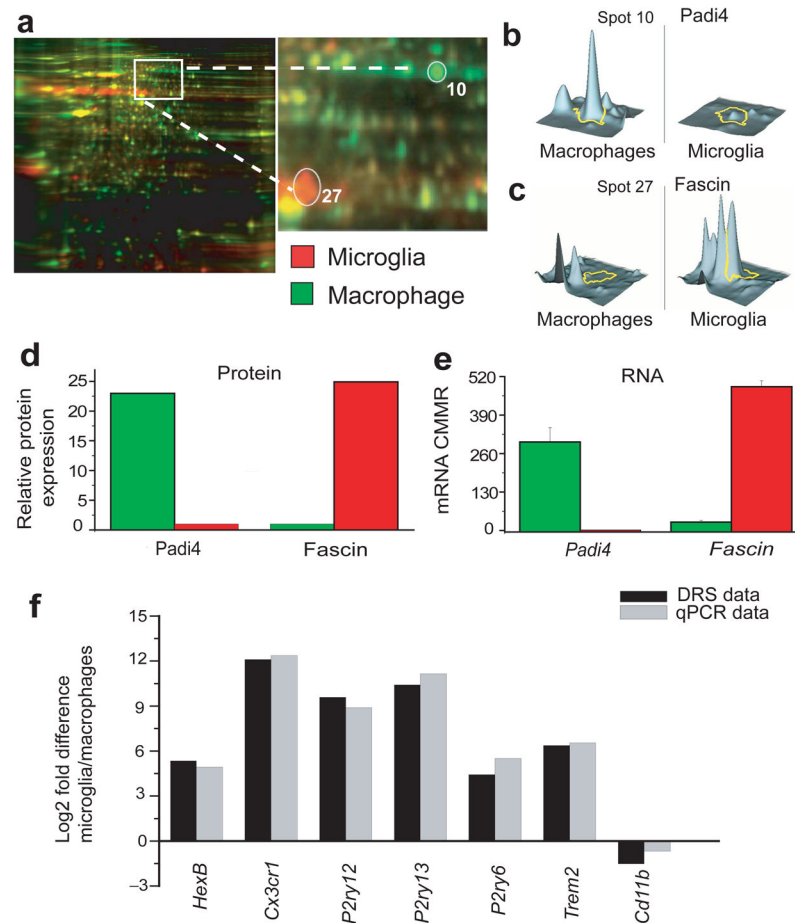 a
10
27
Microglia
Macrophage
b
Spot 10 Padi4
Macrophages Microglia
c
Spot 27 Fascin
Macrophages Microglia
d
Protein
Relative protein
expression
25
20
15
10
5
0
Padi4 Fascin
e
RNA
mRNA CMMR
520
390
260
130
0
Padi4 Fascin
f
DRS data
qPCR data
Log2 fold difference
microglia/macrophages
15
12
9
6
3
0
−3
HexB
Cx3cr1
P2ry12
P2ry13
P2ry6
Trem2
Cd11b